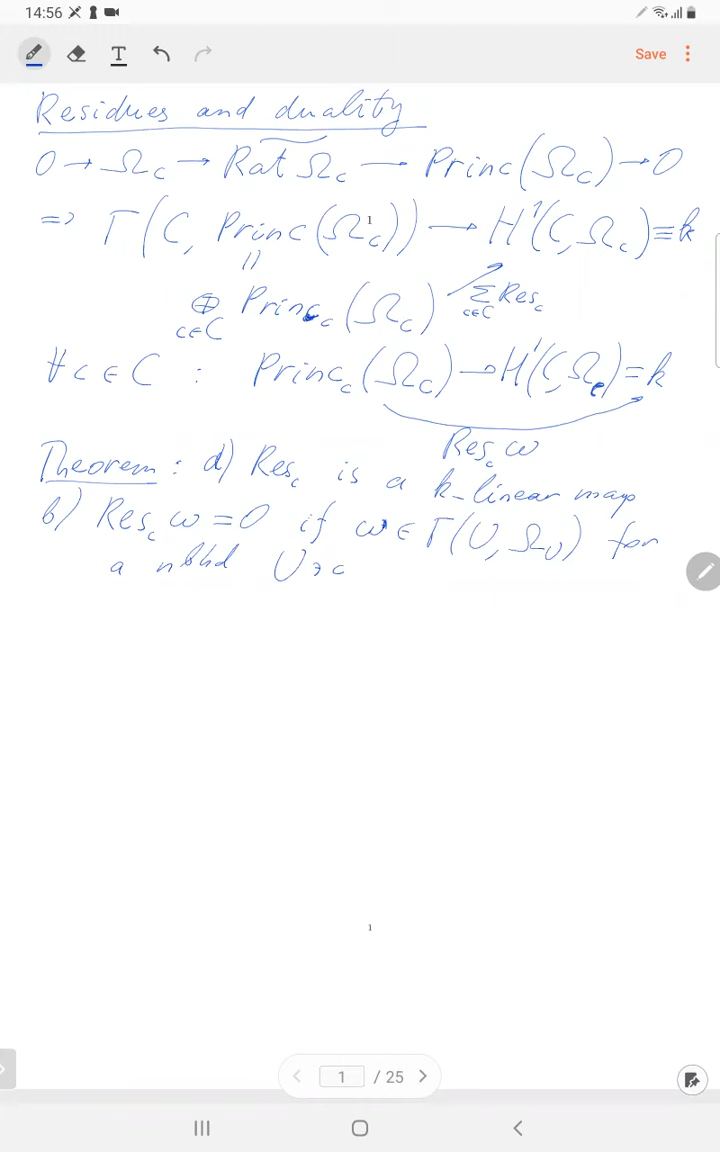 14:56
Save
Residues and duality
0 → Ω_C → Rat Ω_C → Princ(Ω_C) → 0
⇒ Γ(C, Princ(Ω_C)) → H¹(C, Ω_C) = k
1
||
⊕_{c∈C} Princ_c(Ω_C) ↗ Σ_{c∈C} Res_c
∀ c ∈ C : Princ_c(Ω_C) → H¹(C, Ω_C) = k
Res_c ω
Theorem: a) Res_c is a k-linear map
b) Res_c ω = 0 if ω ∈ Γ(U, Ω_U) for
a nbhd U ∋ c
1
1 / 25